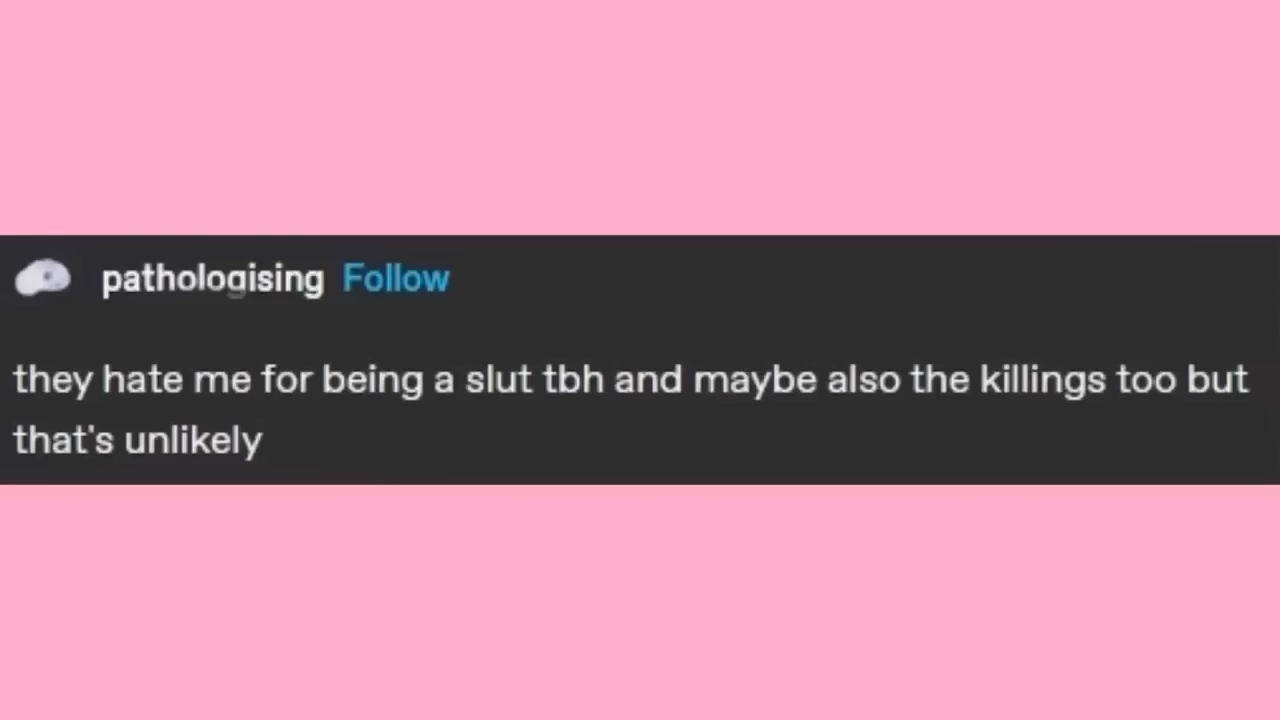 pathologising Follow
they hate me for being a slut tbh and maybe also the killings too but
that's unlikely